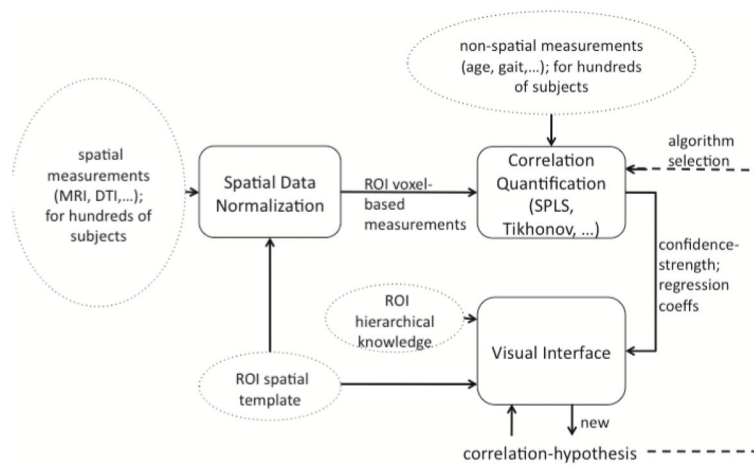 non-spatial measurements
(age, gait,...); for hundreds
of subjects
spatial
measurements
(MRI, DTI,...);
for hundreds of
subjects
Spatial Data
Normalization
ROI voxel-
based
measurements
Correlation
Quantification
(SPLS,
Tikhonov, ...)
algorithm
selection
confidence-
strength;
regression
coeffs
ROI
hierarchical
knowledge
Visual Interface
ROI spatial
template
new
correlation-hypothesis